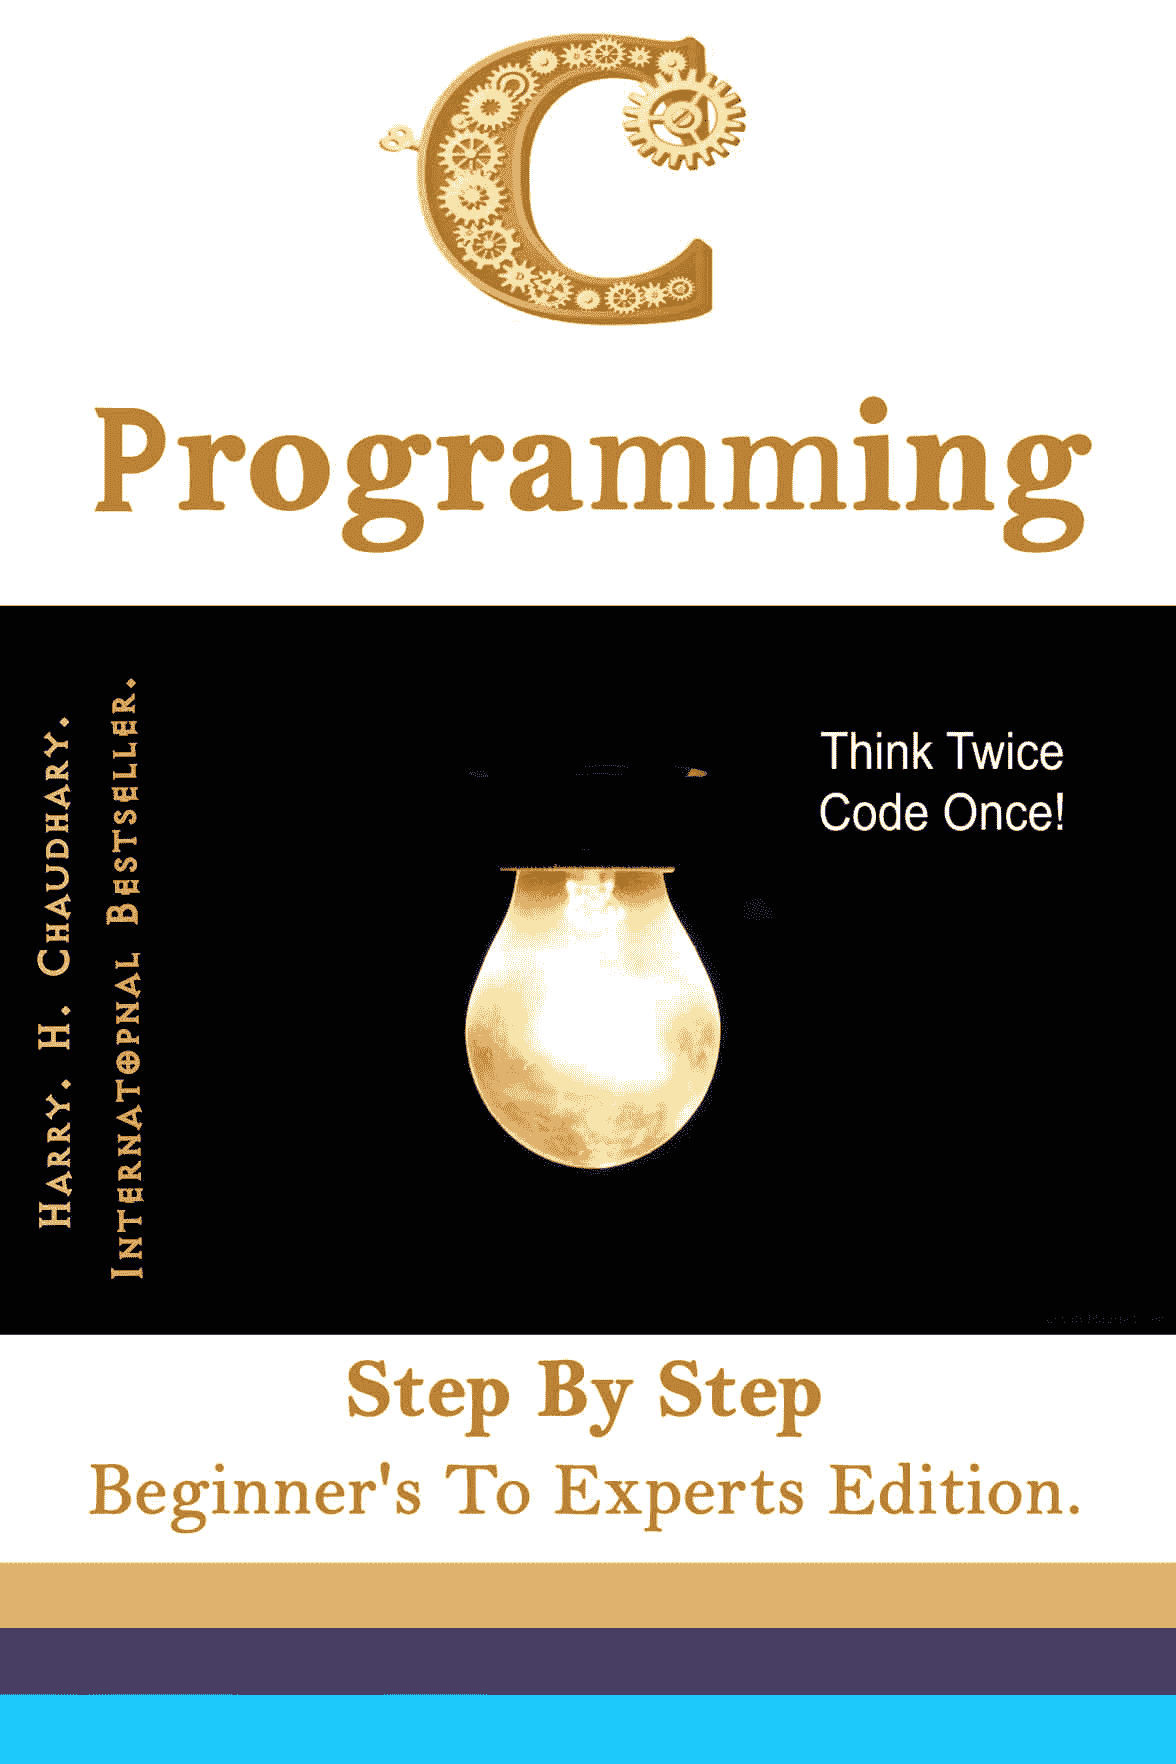 C
Programming
HARRY. H. CHAUDHARY.
INTERNATOPNAL BESTSELLER.
Think Twice
Code Once!
Step By Step
Beginner's To Experts Edition.